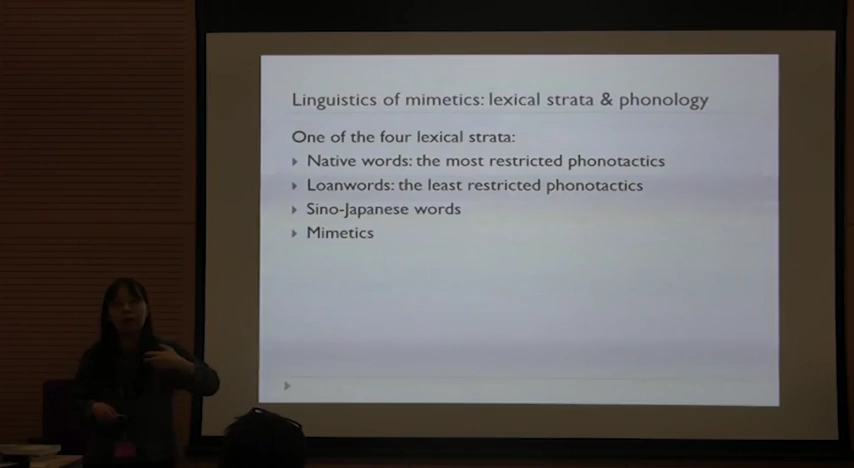 Linguistics of mimetics: lexical strata & phonology
One of the four lexical strata:
Native words: the most restricted phonotactics
Loanwords: the least restricted phonotactics
Sino-Japanese words
Mimetics